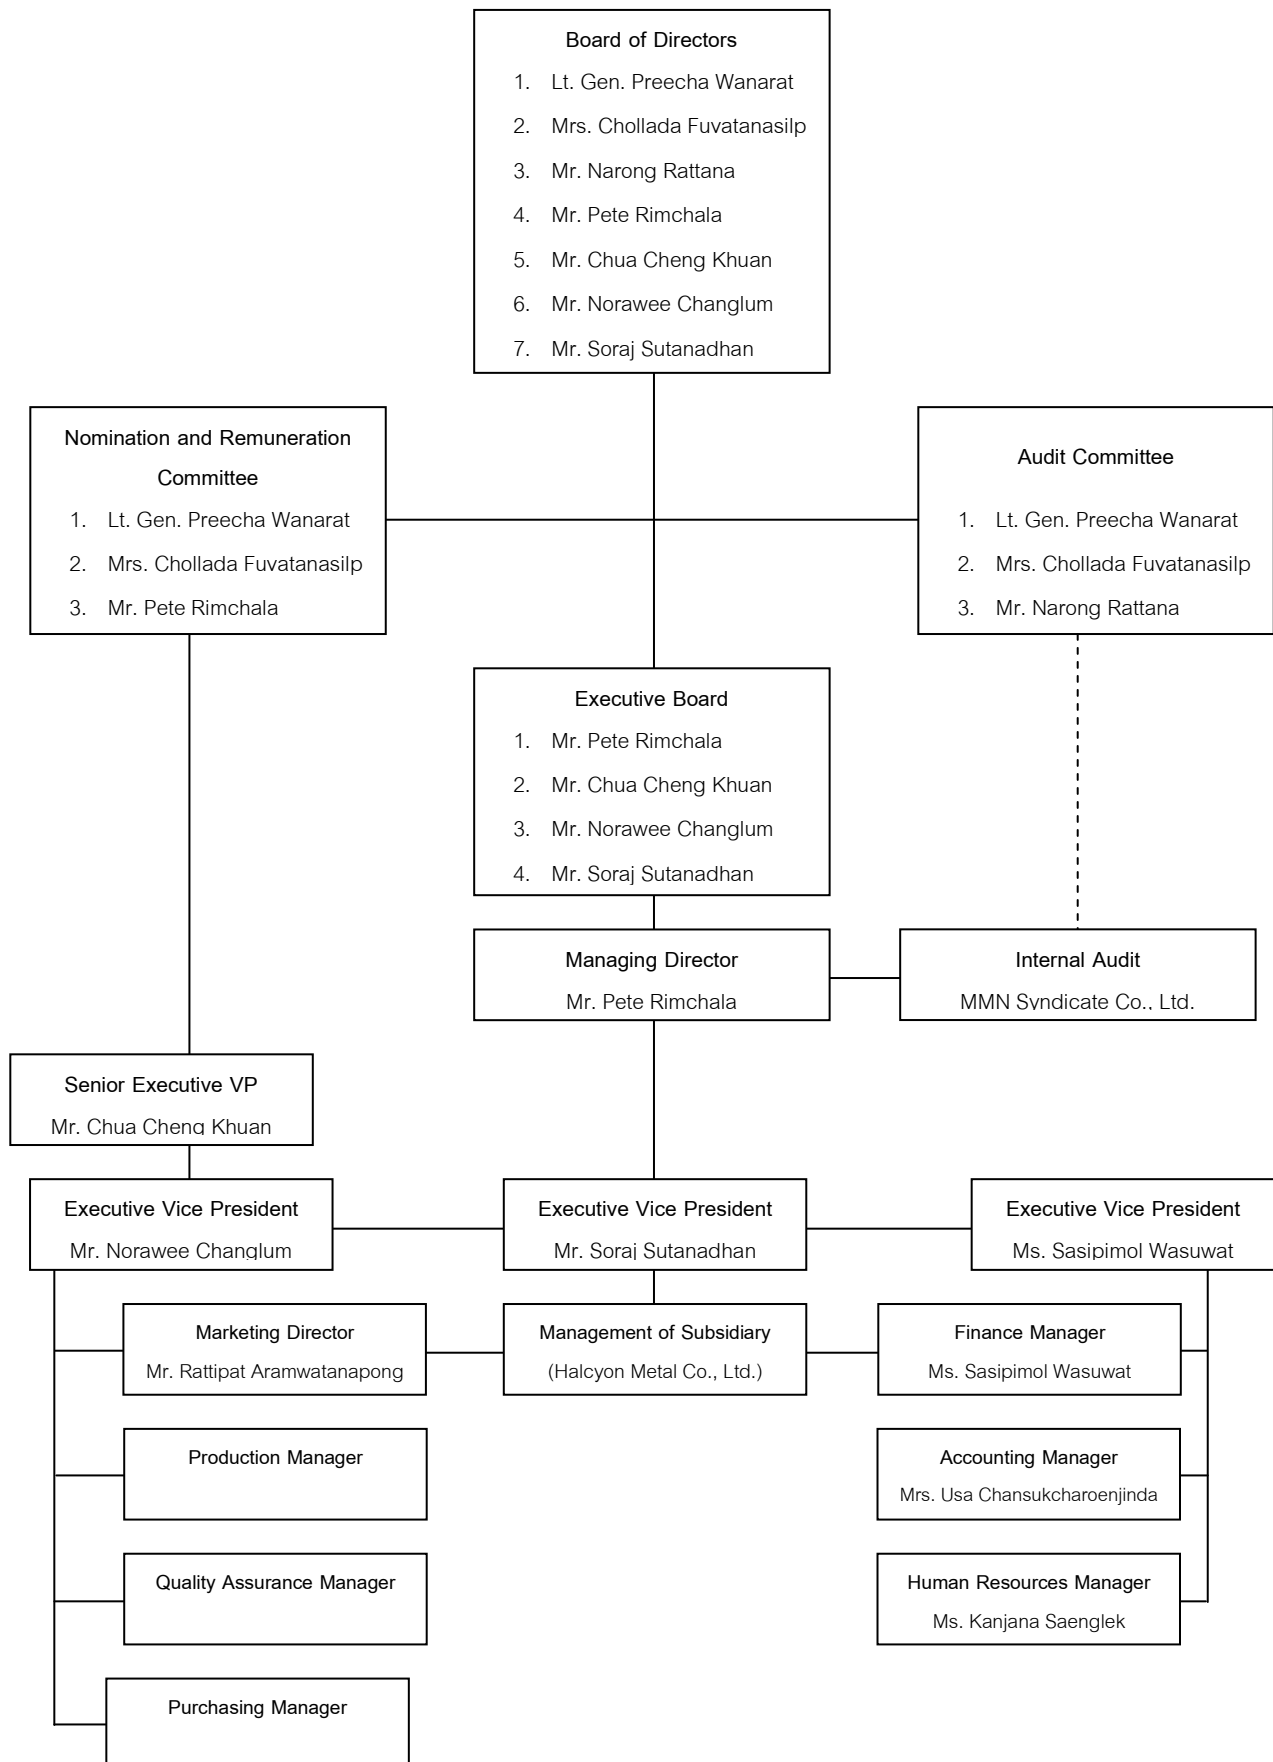 Board of Directors
1. Lt. Gen. Preecha Wanarat
2. Mrs. Chollada Fuvatanasilp
3. Mr. Narong Rattana
4. Mr. Pete Rimchala
5. Mr. Chua Cheng Khuan
6. Mr. Norawee Changlum
7. Mr. Soraj Sutanadhan
Nomination and Remuneration
Committee
1. Lt. Gen. Preecha Wanarat
2. Mrs. Chollada Fuvatanasilp
3. Mr. Pete Rimchala
Audit Committee
1. Lt. Gen. Preecha Wanarat
2. Mrs. Chollada Fuvatanasilp
3. Mr. Narong Rattana
Executive Board
1. Mr. Pete Rimchala
2. Mr. Chua Cheng Khuan
3. Mr. Norawee Changlum
4. Mr. Soraj Sutanadhan
Managing Director
Mr. Pete Rimchala
Internal Audit
MMN Syndicate Co., Ltd.
Senior Executive VP
Mr. Chua Cheng Khuan
Executive Vice President
Mr. Norawee Changlum
Executive Vice President
Mr. Soraj Sutanadhan
Executive Vice President
Ms. Sasipimol Wasuwat
Marketing Director
Mr. Rattipat Aramwatanapong
Management of Subsidiary
(Halcyon Metal Co., Ltd.)
Finance Manager
Ms. Sasipimol Wasuwat
Production Manager
Accounting Manager
Mrs. Usa Chansukcharoenjinda
Quality Assurance Manager
Human Resources Manager
Ms. Kanjana Saenglek
Purchasing Manager